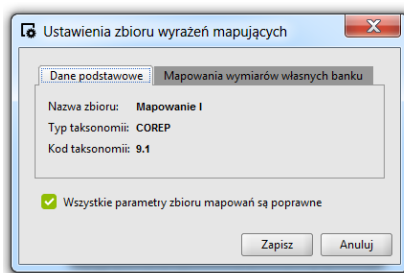 Ustawienia zbioru wyrażeń mapujących
Dane podstawowe Mapowania wymiarów własnych banku
Nazwa zbioru: Mapowanie I
Typ taksonomii: COREP
Kod taksonomii: 9.1
Wszystkie parametry zbioru mapowań są poprawne
Zapisz Anuluj